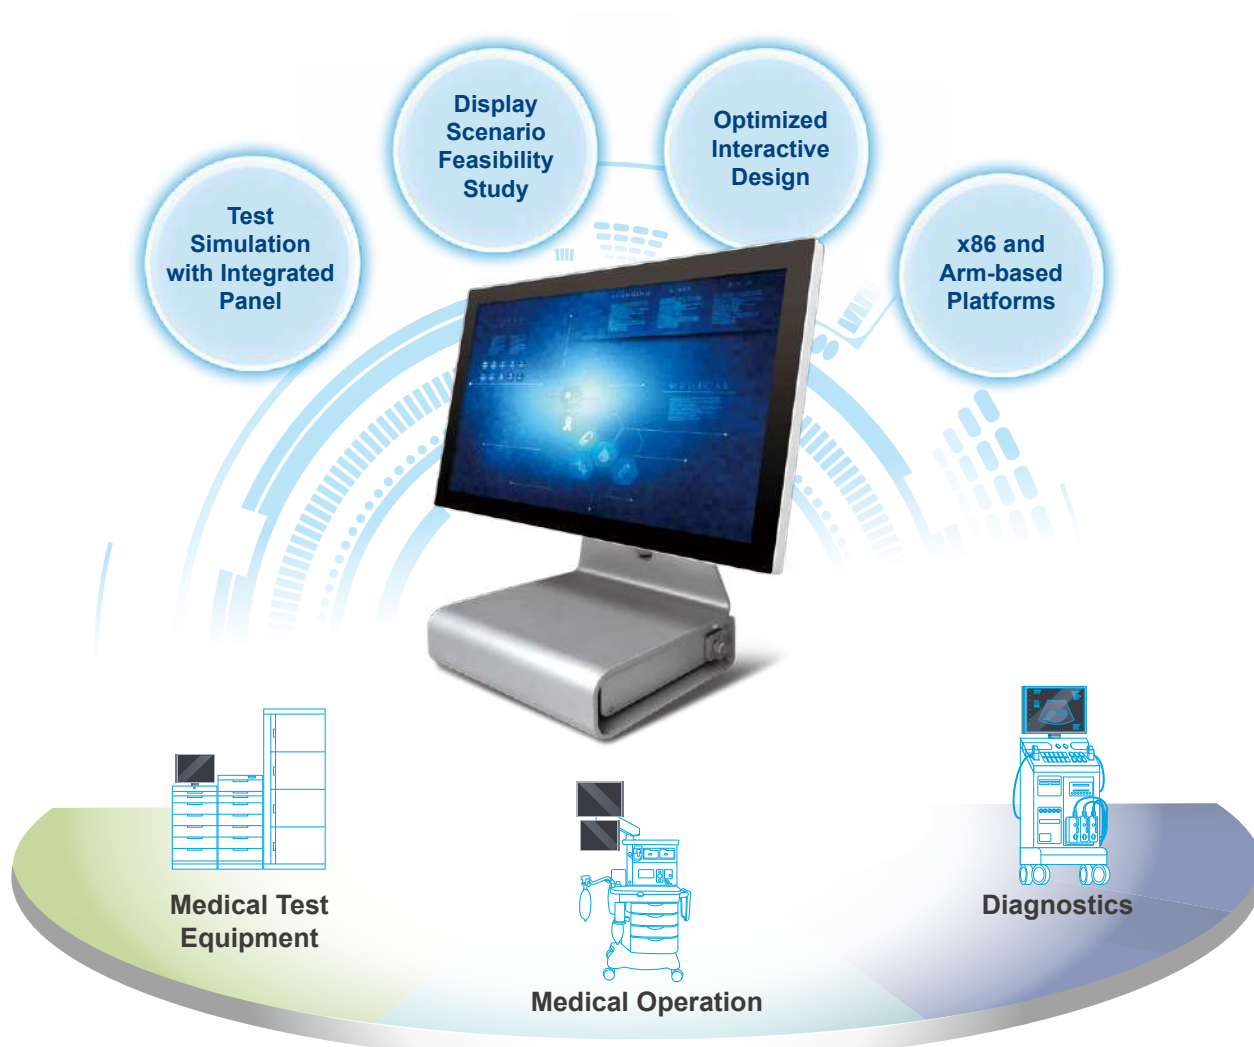 Display
Scenario
Feasibility
Study
Optimized
Interactive
Design
Test
Simulation
with Integrated
Panel
x86 and
Arm-based
Platforms
MEDICAL
Medical Test
Equipment
Medical Operation
Diagnostics